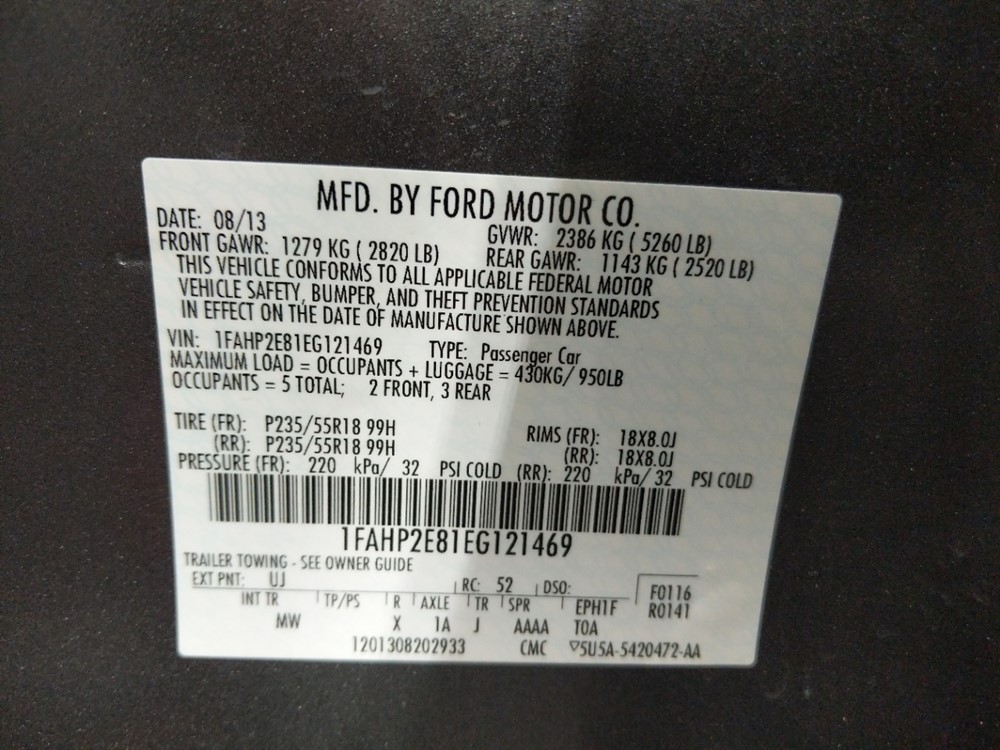 MFD. BY FORD MOTOR CO.
DATE: 08/13 GVWR: 2386 KG ( 5260 LB)
FRONT GAWR: 1279 KG ( 2820 LB) REAR GAWR: 1143 KG ( 2520 LB)
THIS VEHICLE CONFORMS TO ALL APPLICABLE FEDERAL MOTOR
VEHICLE SAFETY, BUMPER, AND THEFT PREVENTION STANDARDS
IN EFFECT ON THE DATE OF MANUFACTURE SHOWN ABOVE.
VIN: 1FAHP2E81EG121469 TYPE: Passenger Car
MAXIMUM LOAD = OCCUPANTS + LUGGAGE = 430KG/ 950LB
OCCUPANTS = 5 TOTAL; 2 FRONT, 3 REAR
TIRE (FR): P235/55R18 99H RIMS (FR): 18X8.0J
(RR): P235/55R18 99H (RR): 18X8.0J
PRESSURE (FR): 220 kPa/ 32 PSI COLD (RR): 220 kPa/ 32 PSI COLD
1FAHP2E81EG121469
TRAILER TOWING - SEE OWNER GUIDE
EXT PNT: UJ RC: 52 DSO: F0116
INT TR TP/PS R AXLE TR SPR EPH1F R0141
MW X 1A J AAAA T0A
1201308202933 CMC ▽5U5A-5420472-AA